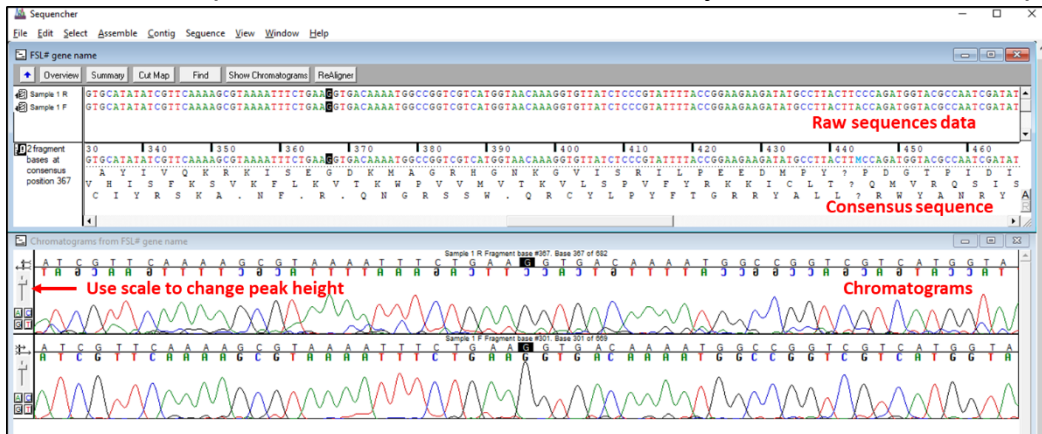 Sequencher
File Edit Select Assemble Contig Sequence View Window Help
FSL# gene name
Overview Summary Cut Map Find Show Chromatograms ReAligner
Sample 1 R GTGCATATATCGTTCAAAAGCGTAAAATTTCTGAAGGTGACAAAATGGCCGGTCGTCATGGTAACAAAGGTGTTATCTCCCGTATTTTACCGGAAGAAGATATGCCTTACTTCCCAGATGGTACGCCAATCGATAT
Sample 1 F GTGCATATATCGTTCAAAAGCGTAAAATTTCTGAAGGTGACAAAATGGCCGGTCGTCATGGTAACAAAGGTGTTATCTCCCGTATTTTACCGGAAGAAGATATGCCTTACTTACCAGATGGTACGCCAATCGATAT
Raw sequences data
2 fragment bases at consensus position 367
30 340 350 360 370 380 390 400 410 420 430 440 450 460
GTGCATATATCGTTCAAAAGCGTAAAATTTCTGAAGGTGACAAAATGGCCGGTCGTCATGGTAACAAAGGTGTTATCTCCCGTATTTTACCGGAAGAAGATATGCCTTACTTMCCAGATGGTACGCCAATCGATAT
A Y I V Q K R K I S E G D K M A G R H G N K G V I S R I L P E E D M P Y ? P D G T P I D I
V H I S F K S V K F L K V T K W P V V M V T K V L S P V F Y R K K I C L T ? Q M V R Q S I S
C I Y R S K A . N F . R . Q N G R S S W . Q R C Y L P Y F T G R R Y A L L ? R W Y A N R Y
Consensus sequence
Chromatograms from FSL# gene name
Sample 1 R Fragment base #367. Base 367 of 682
A T C G T T C A A A A G C G T A A A A T T T C T G A A G G T G A C A A A A T G G C C G G T C G T C A T G G T A
Use scale to change peak height
Chromatograms
Sample 1 F Fragment base #301. Base 301 of 669
A T C G T T C A A A A G C G T A A A A T T T C T G A A G G T G A C A A A A T G G C C G G T C G T C A T G G T A
A T C G T T C A A A A G C G T A A A A T T T C T G A A G G T G A C A A A A T G G C C G G T C G T C A T G G T A